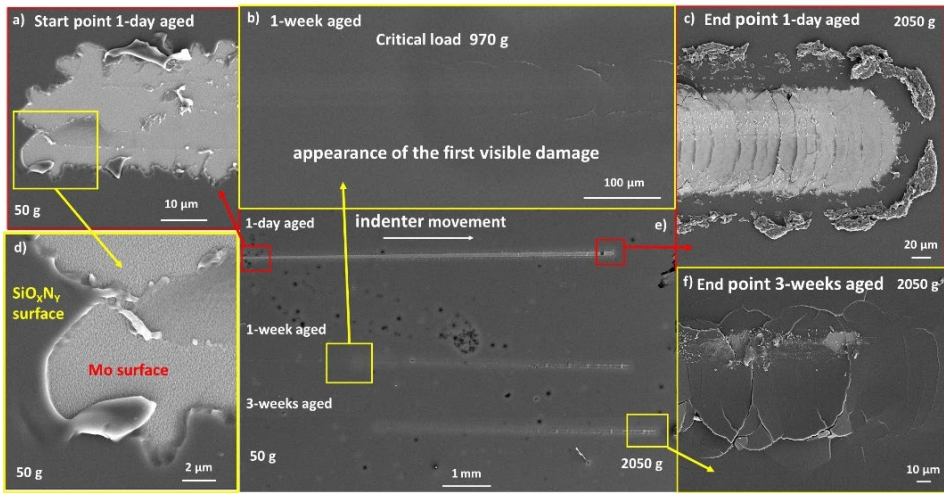 a) Start point 1-day aged
50 g
10 µm
b) 1-week aged
Critical load 970 g
appearance of the first visible damage
100 µm
c) End point 1-day aged
2050 g
20 µm
d)
SiOXNY
surface
Mo surface
50 g
2 µm
1-day aged
indenter movement
e)
1-week aged
3-weeks aged
50 g
1 mm
2050 g
f) End point 3-weeks aged
2050 g
10 µm